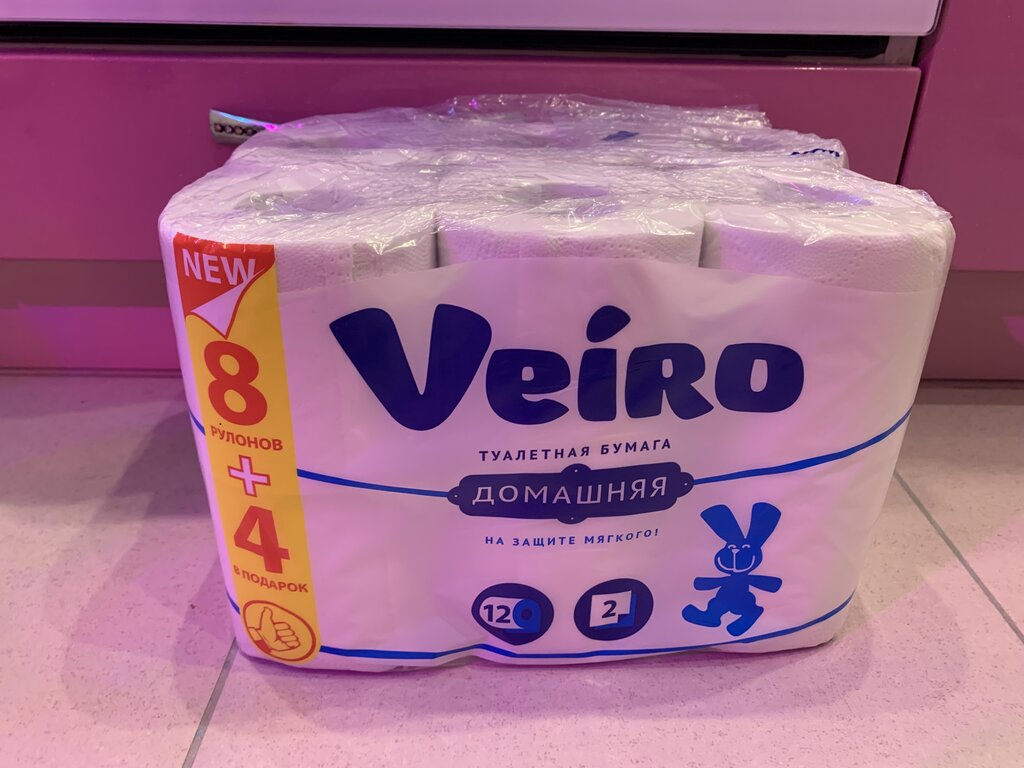 NEW
8
РУЛОНОВ
+
4
В ПОДАРОК
Veiro
ТУАЛЕТНАЯ БУМАГА
ДОМАШНЯЯ
НА ЗАЩИТЕ МЯГКОГО!
12
2